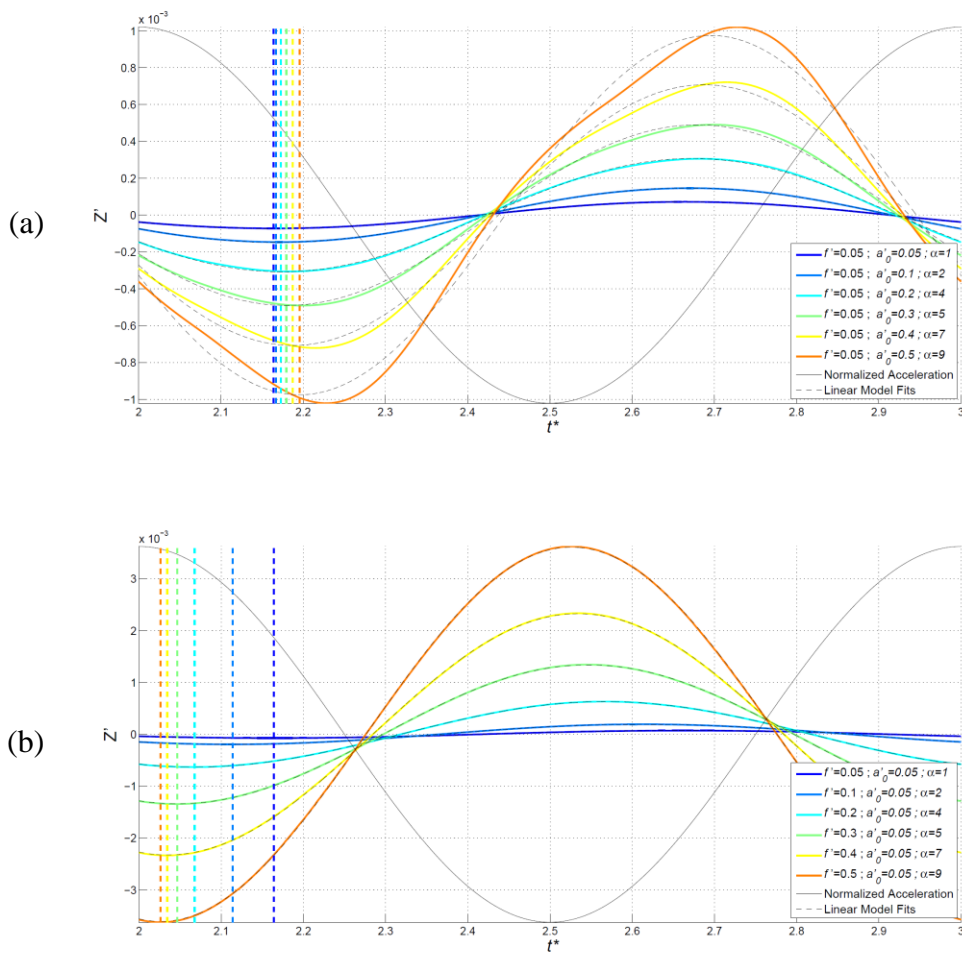 x 10⁻³
1
0.8
0.6
0.4
0.2
0
−0.2
−0.4
−0.6
−0.8
−1
Z'
(a)
f'=0.05 ; a'₀=0.05 ; α=1
f'=0.05 ; a'₀=0.1 ; α=2
f'=0.05 ; a'₀=0.2 ; α=4
f'=0.05 ; a'₀=0.3 ; α=5
f'=0.05 ; a'₀=0.4 ; α=7
f'=0.05 ; a'₀=0.5 ; α=9
Normalized Acceleration
Linear Model Fits
2 2.1 2.2 2.3 2.4 2.5 2.6 2.7 2.8 2.9 3
t*
x 10⁻³
3
2
1
0
−1
−2
−3
Z'
(b)
f'=0.05 ; a'₀=0.05 ; α=1
f'=0.1 ; a'₀=0.05 ; α=2
f'=0.2 ; a'₀=0.05 ; α=4
f'=0.3 ; a'₀=0.05 ; α=5
f'=0.4 ; a'₀=0.05 ; α=7
f'=0.5 ; a'₀=0.05 ; α=9
Normalized Acceleration
Linear Model Fits
2 2.1 2.2 2.3 2.4 2.5 2.6 2.7 2.8 2.9 3
t*